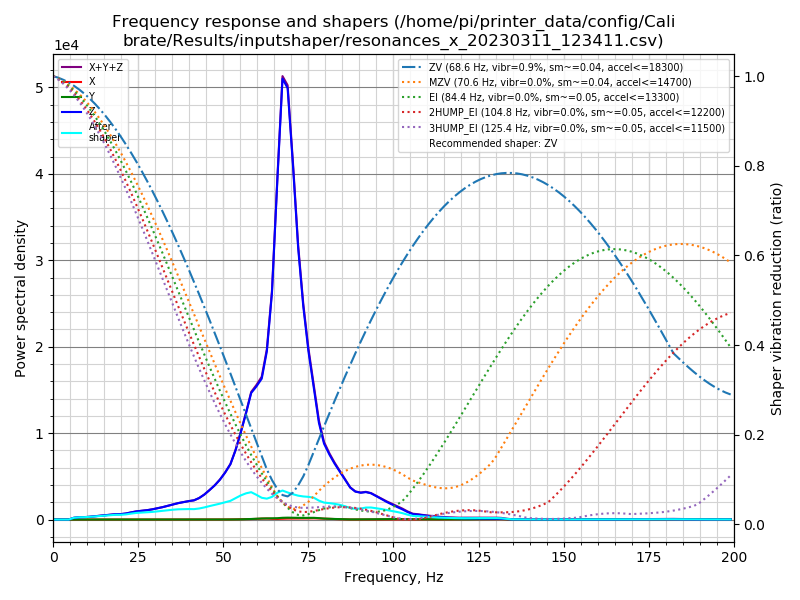 Frequency response and shapers (/home/pi/printer_data/config/Cali
brate/Results/inputshaper/resonances_x_20230311_123411.csv)
1e4
X+Y+Z
X
Y
Z
After
shaper
ZV (68.6 Hz, vibr=0.9%, sm~=0.04, accel<=18300)
MZV (70.6 Hz, vibr=0.0%, sm~=0.04, accel<=14700)
EI (84.4 Hz, vibr=0.0%, sm~=0.05, accel<=13300)
2HUMP_EI (104.8 Hz, vibr=0.0%, sm~=0.05, accel<=12200)
3HUMP_EI (125.4 Hz, vibr=0.0%, sm~=0.05, accel<=11500)
Recommended shaper: ZV
Power spectral density
5
4
3
2
1
0
1.0
0.8
0.6
0.4
0.2
0.0
Shaper vibration reduction (ratio)
0 25 50 75 100 125 150 175 200
Frequency, Hz